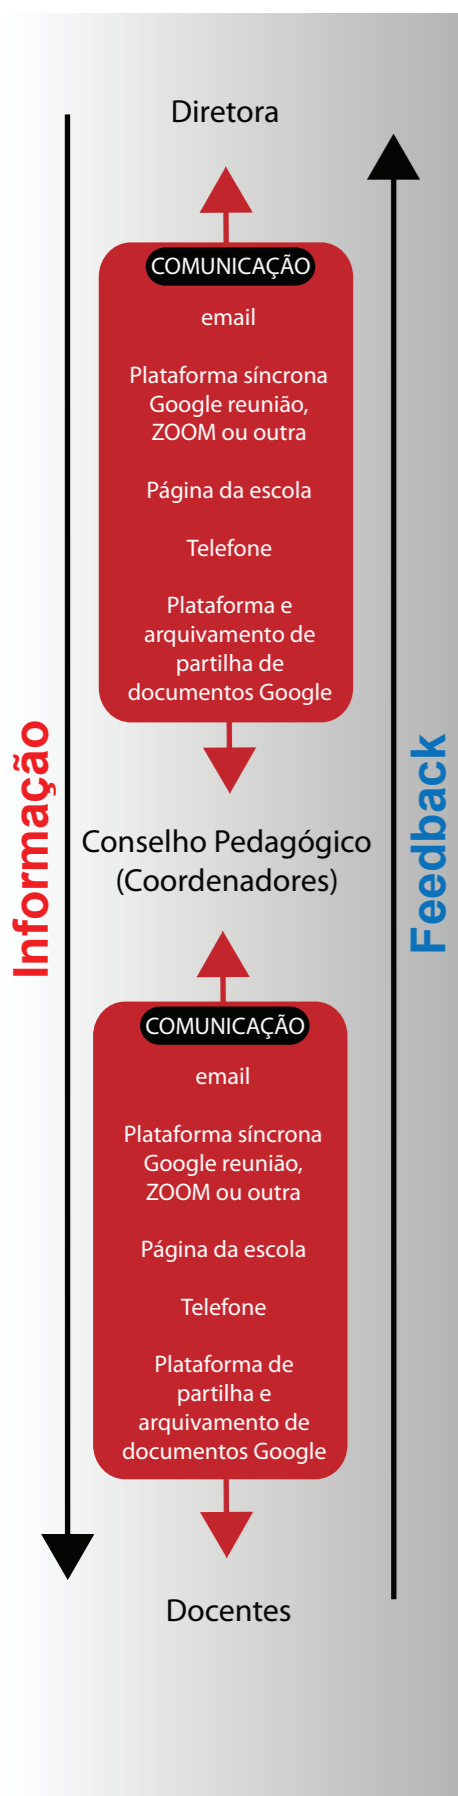 Diretora
COMUNICAÇÃO
email
Plataforma síncrona
Google reunião,
ZOOM ou outra
Página da escola
Telefone
Plataforma e
arquivamento de
partilha de
documentos Google
Informação
Feedback
Conselho Pedagógico
(Coordenadores)
COMUNICAÇÃO
email
Plataforma síncrona
Google reunião,
ZOOM ou outra
Página da escola
Telefone
Plataforma de
partilha e
arquivamento de
documentos Google
Docentes